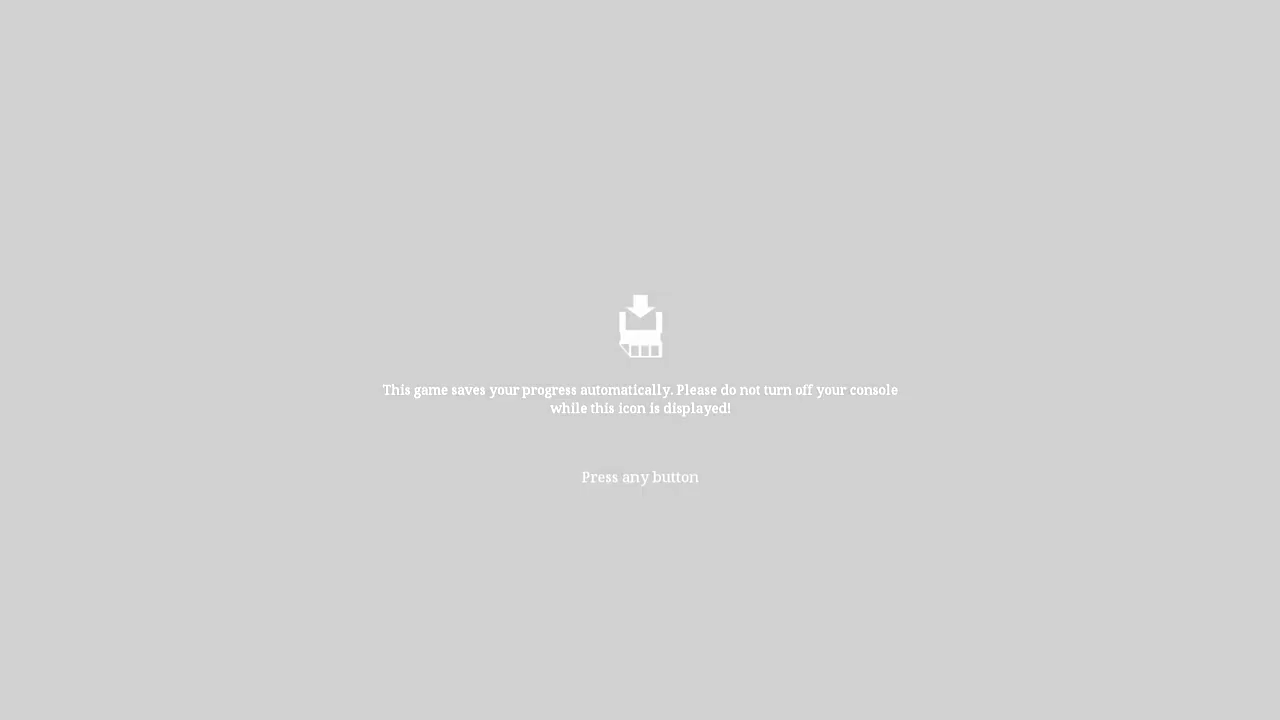 This game saves your progress automatically. Please do not turn off your console
while this icon is displayed!
Press any button